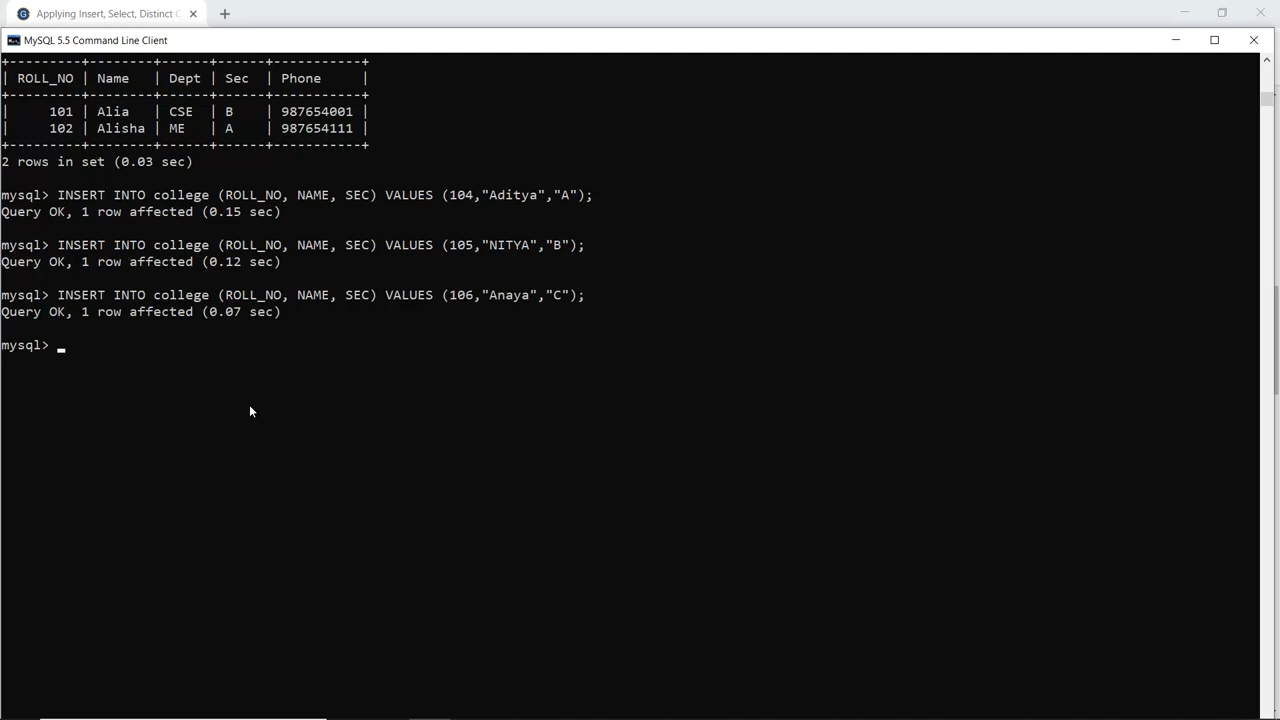 Applying Insert, Select, Distinct
MySQL 5.5 Command Line Client
+---------+--------+------+------+-----------+
| ROLL_NO | Name   | Dept | Sec  | Phone     |
+---------+--------+------+------+-----------+
|     101 | Alia   | CSE  | B    | 987654001 |
|     102 | Alisha | ME   | A    | 987654111 |
+---------+--------+------+------+-----------+
2 rows in set (0.03 sec)
mysql> INSERT INTO college (ROLL_NO, NAME, SEC) VALUES (104,"Aditya","A");
Query OK, 1 row affected (0.15 sec)
mysql> INSERT INTO college (ROLL_NO, NAME, SEC) VALUES (105,"NITYA","B");
Query OK, 1 row affected (0.12 sec)
mysql> INSERT INTO college (ROLL_NO, NAME, SEC) VALUES (106,"Anaya","C");
Query OK, 1 row affected (0.07 sec)
mysql> _